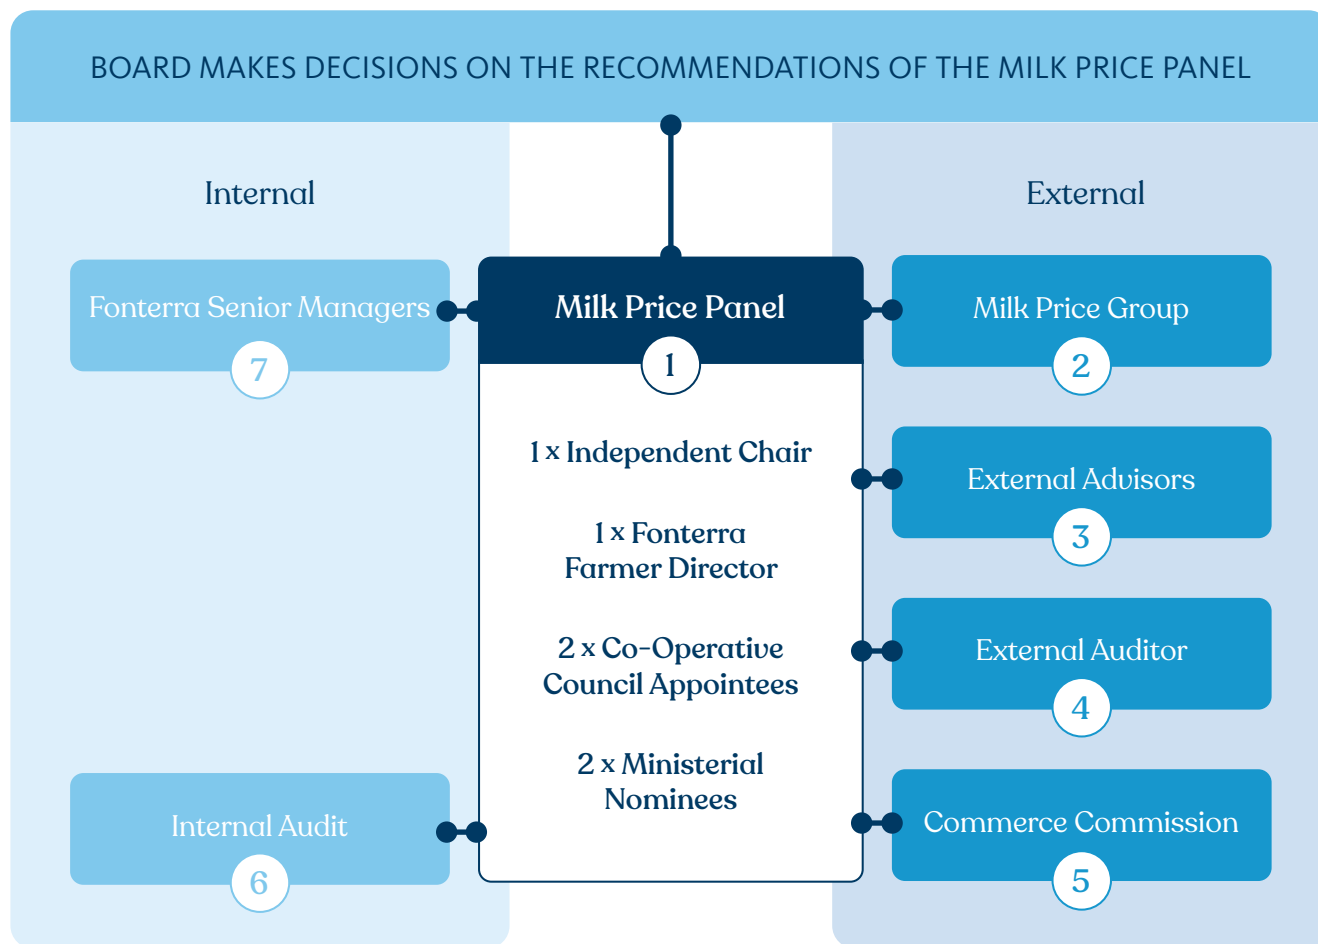 BOARD MAKES DECISIONS ON THE RECOMMENDATIONS OF THE MILK PRICE PANEL
Internal
Fonterra Senior Managers
7
Internal Audit
6
Milk Price Panel
1
1 x Independent Chair
1 x Fonterra
Farmer Director
2 x Co-Operative
Council Appointees
2 x Ministerial
Nominees
External
Milk Price Group
2
External Advisors
3
External Auditor
4
Commerce Commission
5